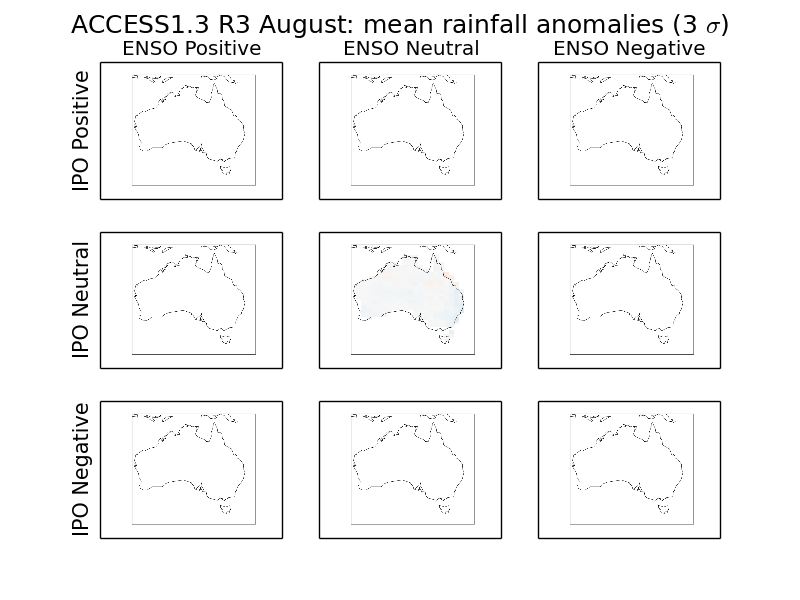 ACCESS1.3 R3 August: mean rainfall anomalies (3 σ)
ENSO Positive ENSO Neutral ENSO Negative
IPO Positive
IPO Neutral
IPO Negative